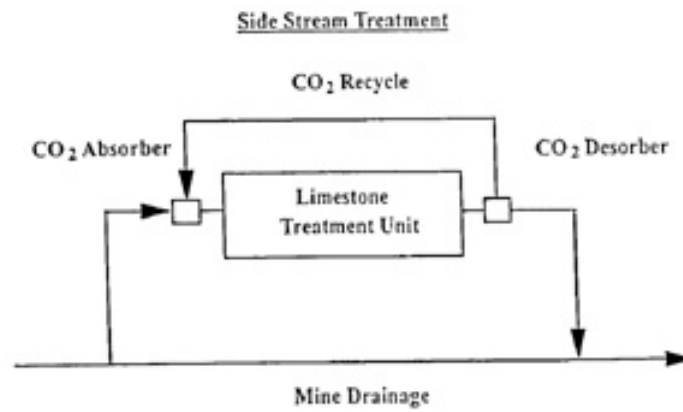 Side Stream Treatment
CO₂ Recycle
CO₂ Absorber
CO₂ Desorber
Limestone
Treatment Unit
Mine Drainage